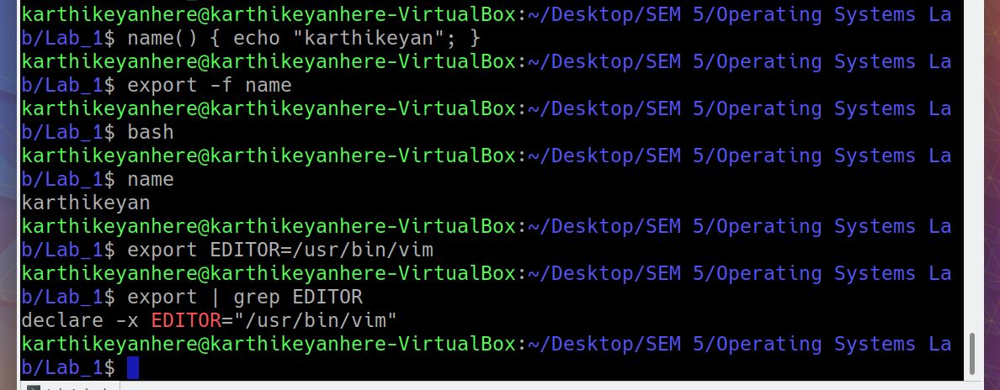 karthikeyanhere@karthikeyanhere-VirtualBox:~/Desktop/SEM 5/Operating Systems La
b/Lab_1$ name() { echo "karthikeyan"; }
karthikeyanhere@karthikeyanhere-VirtualBox:~/Desktop/SEM 5/Operating Systems La
b/Lab_1$ export -f name
karthikeyanhere@karthikeyanhere-VirtualBox:~/Desktop/SEM 5/Operating Systems La
b/Lab_1$ bash
karthikeyanhere@karthikeyanhere-VirtualBox:~/Desktop/SEM 5/Operating Systems La
b/Lab_1$ name
karthikeyan
karthikeyanhere@karthikeyanhere-VirtualBox:~/Desktop/SEM 5/Operating Systems La
b/Lab_1$ export EDITOR=/usr/bin/vim
karthikeyanhere@karthikeyanhere-VirtualBox:~/Desktop/SEM 5/Operating Systems La
b/Lab_1$ export | grep EDITOR
declare -x EDITOR="/usr/bin/vim"
karthikeyanhere@karthikeyanhere-VirtualBox:~/Desktop/SEM 5/Operating Systems La
b/Lab_1$